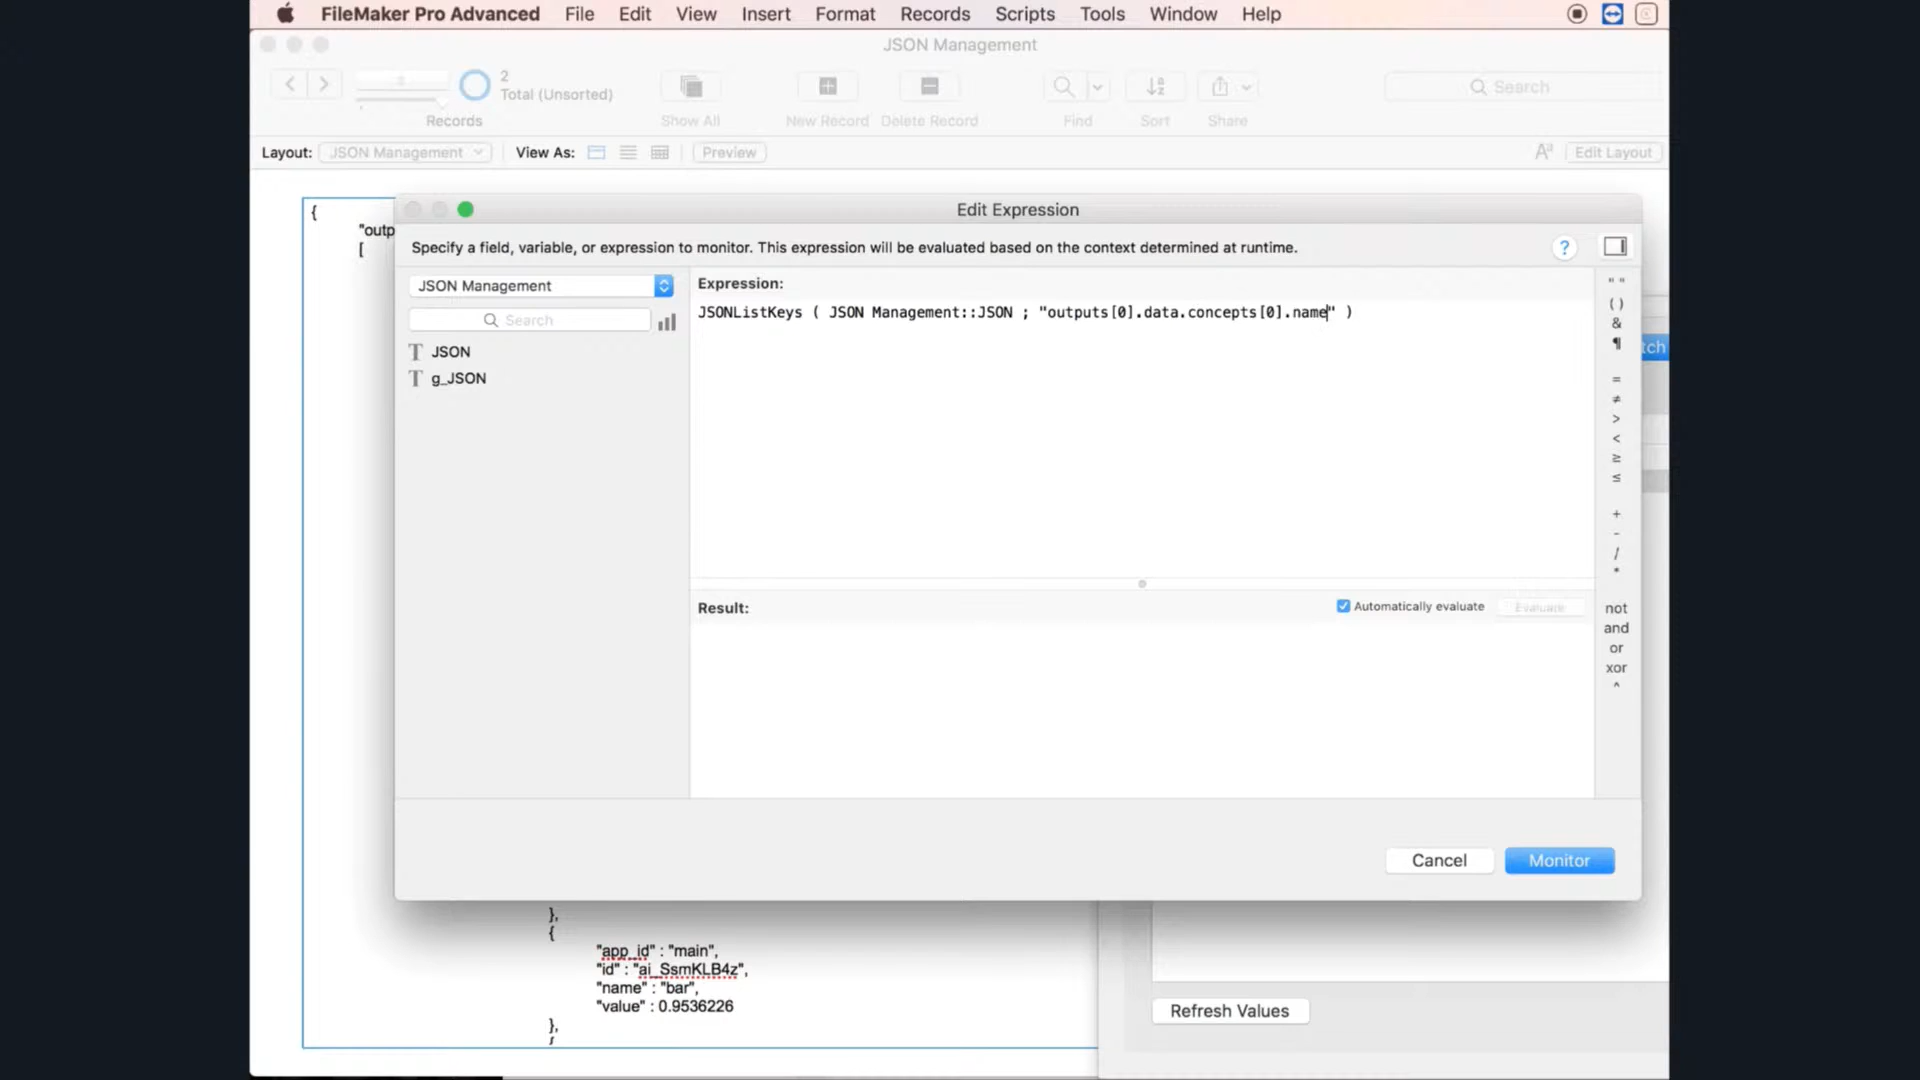 FileMaker Pro Advanced File Edit View Insert Format Records Scripts Tools Window Help
JSON Management
2
Total (Unsorted)
Search
Records Show All New Record Delete Record Find Sort Share
Layout: JSON Management View As: Preview Aa Edit Layout
{
"outp
[
Edit Expression
Specify a field, variable, or expression to monitor. This expression will be evaluated based on the context determined at runtime.
?
JSON Management
Search
T JSON
T g_JSON
Expression:
JSONListKeys ( JSON Management::JSON ; "outputs[0].data.concepts[0].name" )
" "
( )
&
¶
=
≠
>
<
≥
≤
+
-
/
*
not
and
or
xor
^
tch
Result:
Automatically evaluate Evaluate
Cancel Monitor
},
{
"app_id" : "main",
"id" : "ai_SsmKLB4z",
"name" : "bar",
"value" : 0.9536226
},
{
Refresh Values